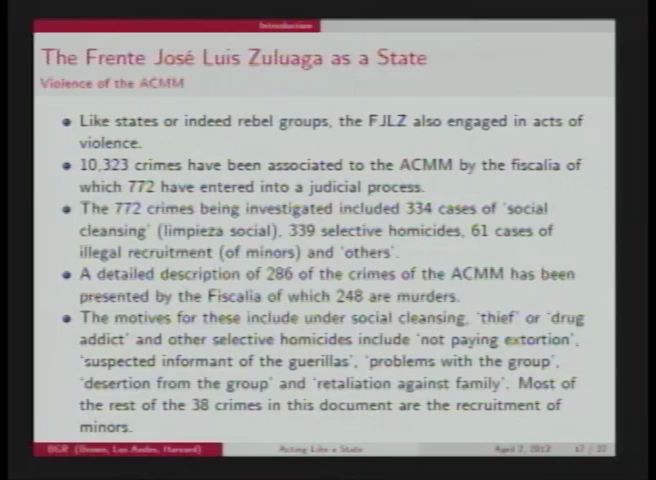 Introduction
The Frente José Luis Zuluaga as a State
Violence of the ACMM
Like states or indeed rebel groups, the FJLZ also engaged in acts of
violence.
10,323 crimes have been associated to the ACMM by the fiscalia of
which 772 have entered into a judicial process.
The 772 crimes being investigated included 334 cases of 'social
cleansing' (limpieza social), 339 selective homicides, 61 cases of
illegal recruitment (of minors) and 'others'.
A detailed description of 286 of the crimes of the ACMM has been
presented by the Fiscalia of which 248 are murders.
The motives for these include under social cleansing, 'thief' or 'drug
addict' and other selective homicides include 'not paying extortion',
'suspected informant of the guerillas', 'problems with the group',
'desertion from the group' and 'retaliation against family'. Most of
the rest of the 38 crimes in this document are the recruitment of
minors.
(Brown, Los Andes, Harvard)
Acting Like a State
April 2, 2013
17 /